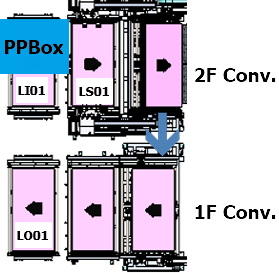 PPBox
LI01
LS01
2F Conv.
LO01
1F Conv.